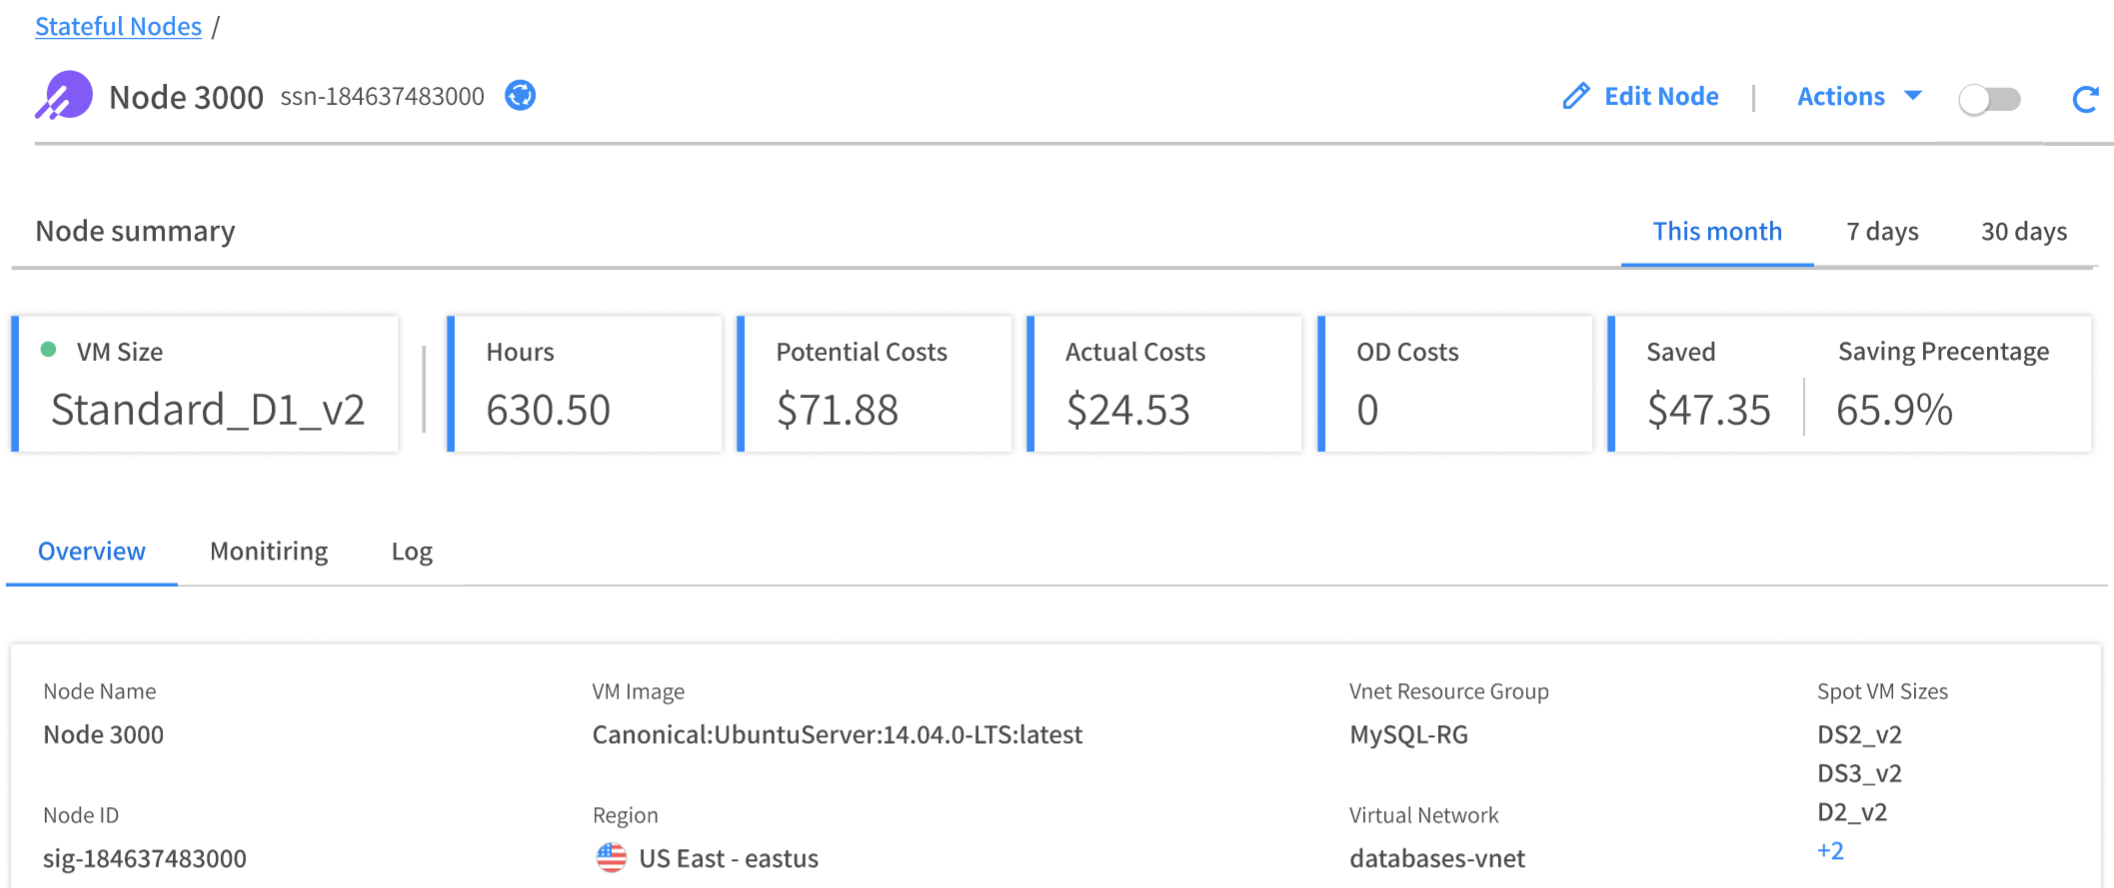 Stateful Nodes /
Node 3000 ssn-184637483000
Edit Node | Actions
Node summary
This month 7 days 30 days
VM Size
Standard_D1_v2
Hours
630.50
Potential Costs
$71.88
Actual Costs
$24.53
OD Costs
0
Saved
$47.35
Saving Precentage
65.9%
Overview Monitiring Log
Node Name
Node 3000
Node ID
sig-184637483000
VM Image
Canonical:UbuntuServer:14.04.0-LTS:latest
Region
US East - eastus
Vnet Resource Group
MySQL-RG
Virtual Network
databases-vnet
Spot VM Sizes
DS2_v2
DS3_v2
D2_v2
+2